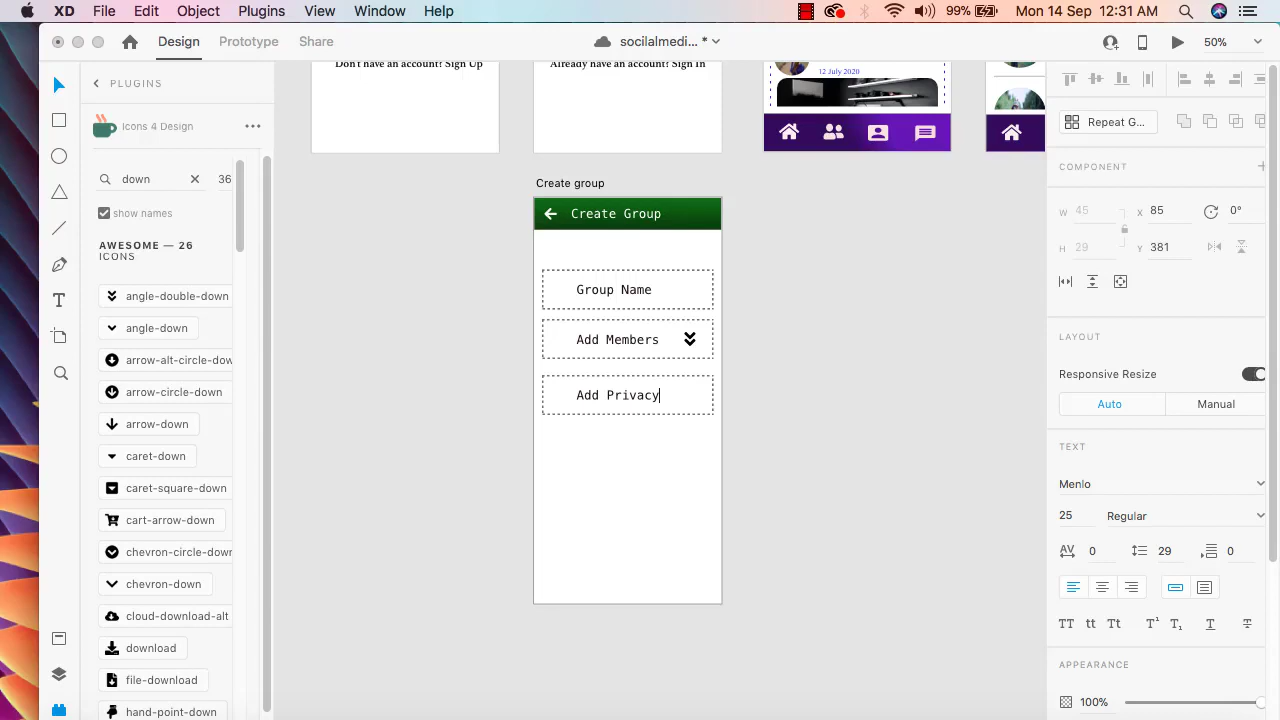 XD File Edit Object Plugins View Window Help 99% Mon 14 Sep 12:31 AM
Design Prototype Share socilalmedi... * 50%
PLUGINS
Icons 4 Design
down 36
show names
AWESOME — 26
ICONS
angle-double-down
angle-down
arrow-alt-circle-dow
arrow-circle-down
arrow-down
caret-down
caret-square-down
cart-arrow-down
chevron-circle-down
chevron-down
cloud-download-alt
download
file-download
hand-point-down
Don't have an account? Sign Up
Already have an account? Sign In
12 July 2020
Create group
Create Group
Group Name
Add Members
Add Privacy
Repeat G...
COMPONENT
W 45 X 85 0°
H 29 Y 381
LAYOUT
Responsive Resize
Auto Manual
TEXT
Menlo
25 Regular
AV 0 29 0
TT tt Tt T¹ T₁ T T
APPEARANCE
100%